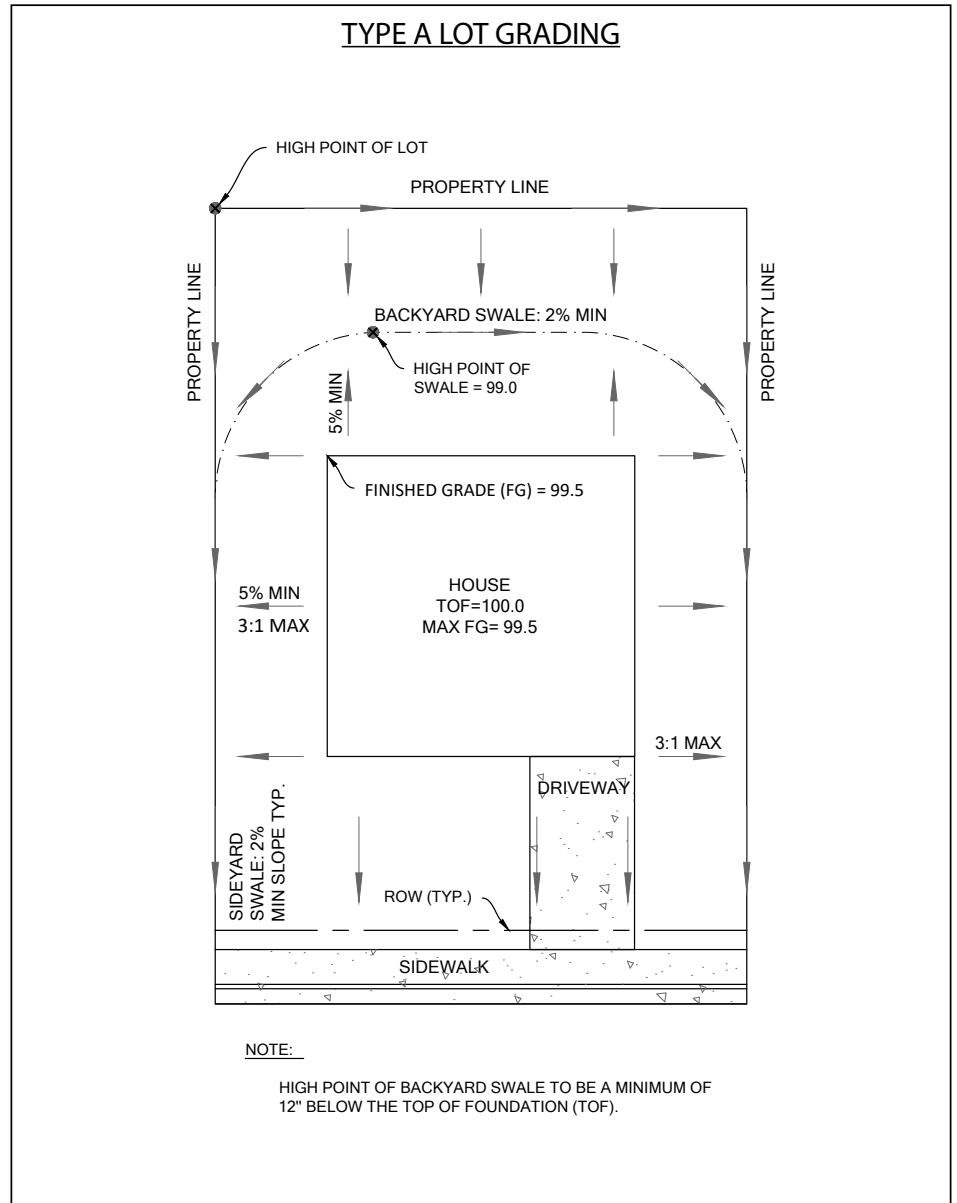 TYPE A LOT GRADING
HIGH POINT OF LOT
PROPERTY LINE
PROPERTY LINE
PROPERTY LINE
BACKYARD SWALE: 2% MIN
HIGH POINT OF
SWALE = 99.0
5% MIN
FINISHED GRADE (FG) = 99.5
HOUSE
TOF=100.0
MAX FG= 99.5
5% MIN
3:1 MAX
3:1 MAX
DRIVEWAY
SIDEYARD
SWALE: 2%
MIN SLOPE TYP.
ROW (TYP.)
SIDEWALK
NOTE:
HIGH POINT OF BACKYARD SWALE TO BE A MINIMUM OF
12" BELOW THE TOP OF FOUNDATION (TOF).